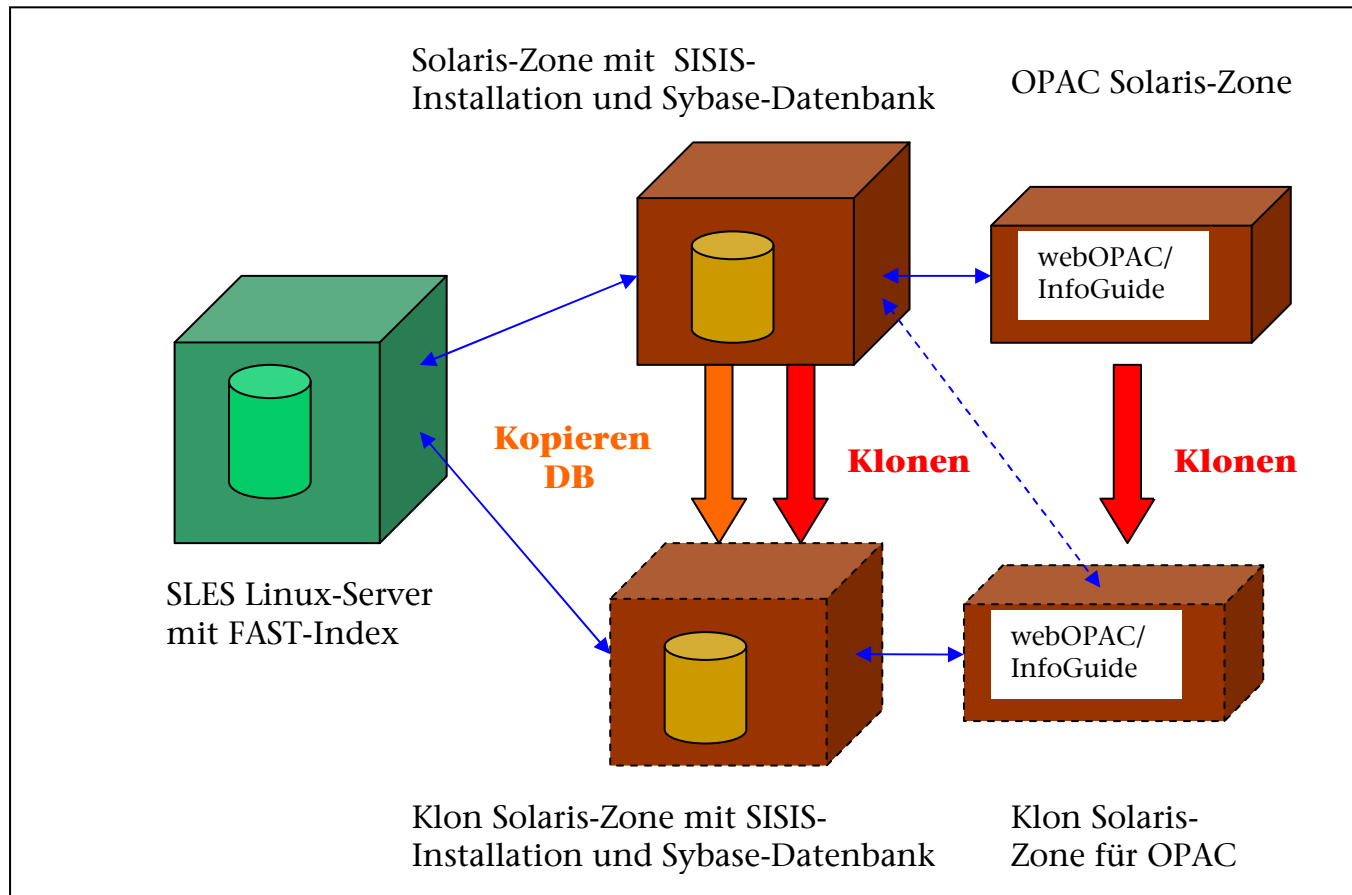 Solaris-Zone mit  SISIS-
Installation und Sybase-Datenbank
OPAC Solaris-Zone
webOPAC/
InfoGuide
Kopieren
DB
Klonen
Klonen
SLES Linux-Server
mit FAST-Index
webOPAC/
InfoGuide
Klon Solaris-Zone mit SISIS-
Installation und Sybase-Datenbank
Klon Solaris-
Zone für OPAC